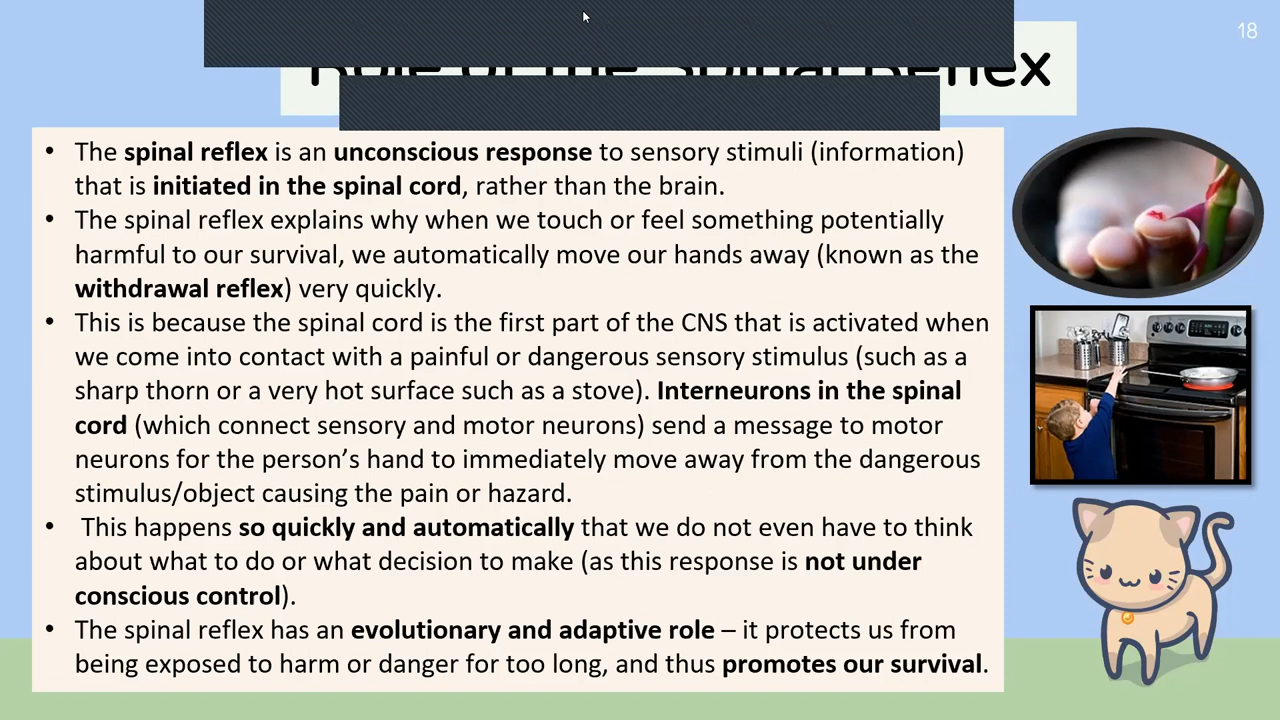 18
Role of the Spinal Reflex
• The spinal reflex is an unconscious response to sensory stimuli (information)
that is initiated in the spinal cord, rather than the brain.
• The spinal reflex explains why when we touch or feel something potentially
harmful to our survival, we automatically move our hands away (known as the
withdrawal reflex) very quickly.
• This is because the spinal cord is the first part of the CNS that is activated when
we come into contact with a painful or dangerous sensory stimulus (such as a
sharp thorn or a very hot surface such as a stove). Interneurons in the spinal
cord (which connect sensory and motor neurons) send a message to motor
neurons for the person’s hand to immediately move away from the dangerous
stimulus/object causing the pain or hazard.
• This happens so quickly and automatically that we do not even have to think
about what to do or what decision to make (as this response is not under
conscious control).
• The spinal reflex has an evolutionary and adaptive role – it protects us from
being exposed to harm or danger for too long, and thus promotes our survival.